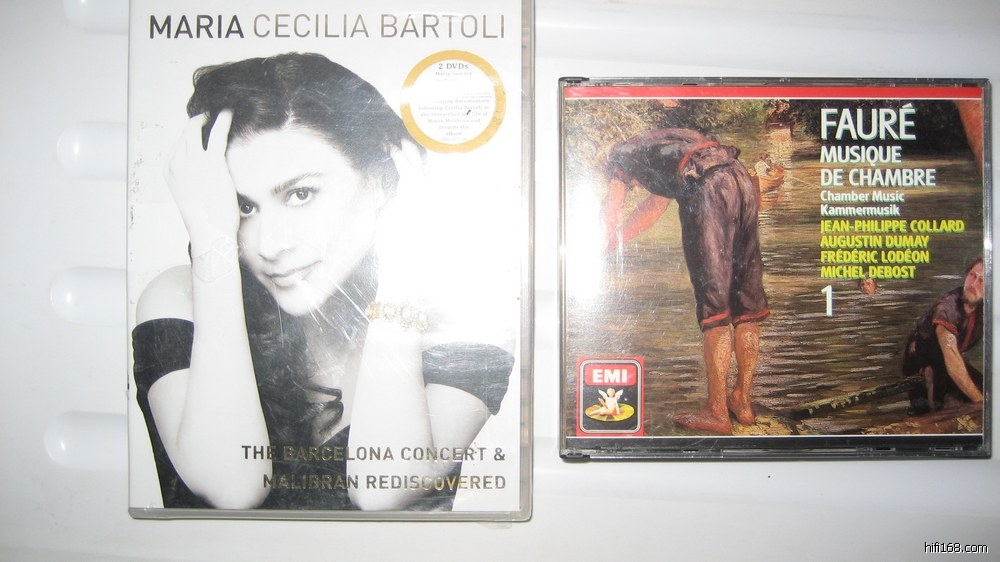 MARIA CECILIA BARTOLI
2 DVDs
THE BARCELONA CONCERT &
MALIBRAN REDISCOVERED
FAURÉ
MUSIQUE
DE CHAMBRE
Chamber Music
Kammermusik
JEAN-PHILIPPE COLLARD
AUGUSTIN DUMAY
FRÉDÉRIC LODÉON
MICHEL DEBOST
1
EMI
hifi168.com